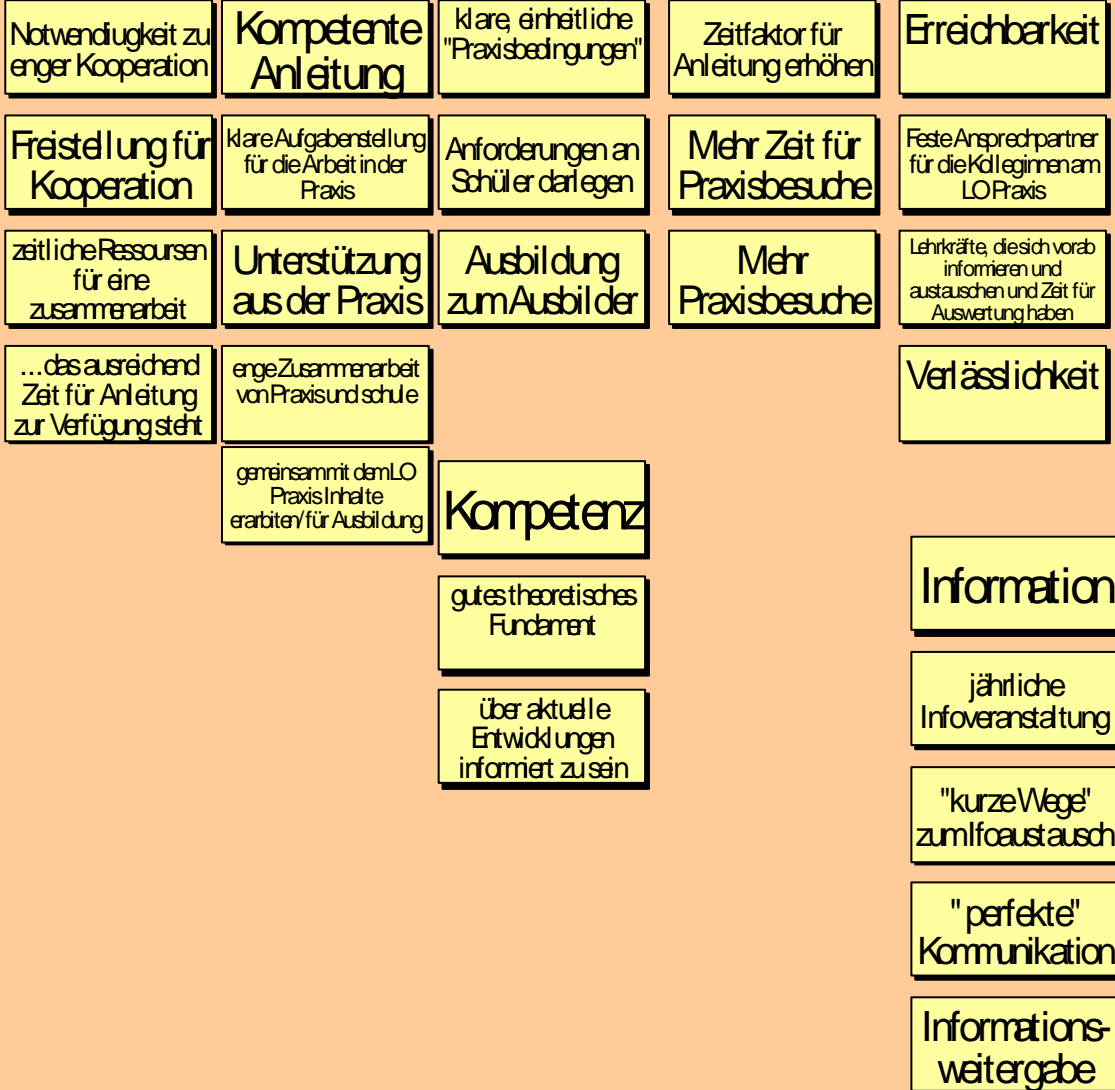 Notwendiugkeit zu
enger Kooperation
Freistellung für
Kooperation
zeitliche Ressoursen
für eine
zusammenarbeit
...das ausreichend
Zeit für Anleitung
zur Verfügung steht
Kompetente
Anleitung
klare Aufgabenstellung
für die Arbeit in der
Praxis
Unterstützung
aus der Praxis
enge Zusammenarbeit
von Praxis und schule
gemeinsam mit dem LO
Praxis Inhalte
erarbiten/für Ausbildung
klare, einheitliche
"Praxisbedingungen"
Anforderungen an
Schüler darlegen
Ausbildung
zum Ausbilder
Kompetenz
gutes theoretisches
Fundament
über aktuelle
Entwicklungen
informiert zu sein
Zeitfaktor für
Anleitung erhöhen
Mehr Zeit für
Praxisbesuche
Mehr
Praxisbesuche
Erreichbarkeit
Feste Ansprechpartner
für die Kolleginnen am
LO Praxis
Lehrkräfte, die sich vorab
informieren und
austauschen und Zeit für
Auswertung haben
Verlässlichkeit
Information
jährliche
Infoveranstaltung
"kurze Wege"
zum Ifoaustausch
"perfekte"
Kommunikation
Informations-
weitergabe